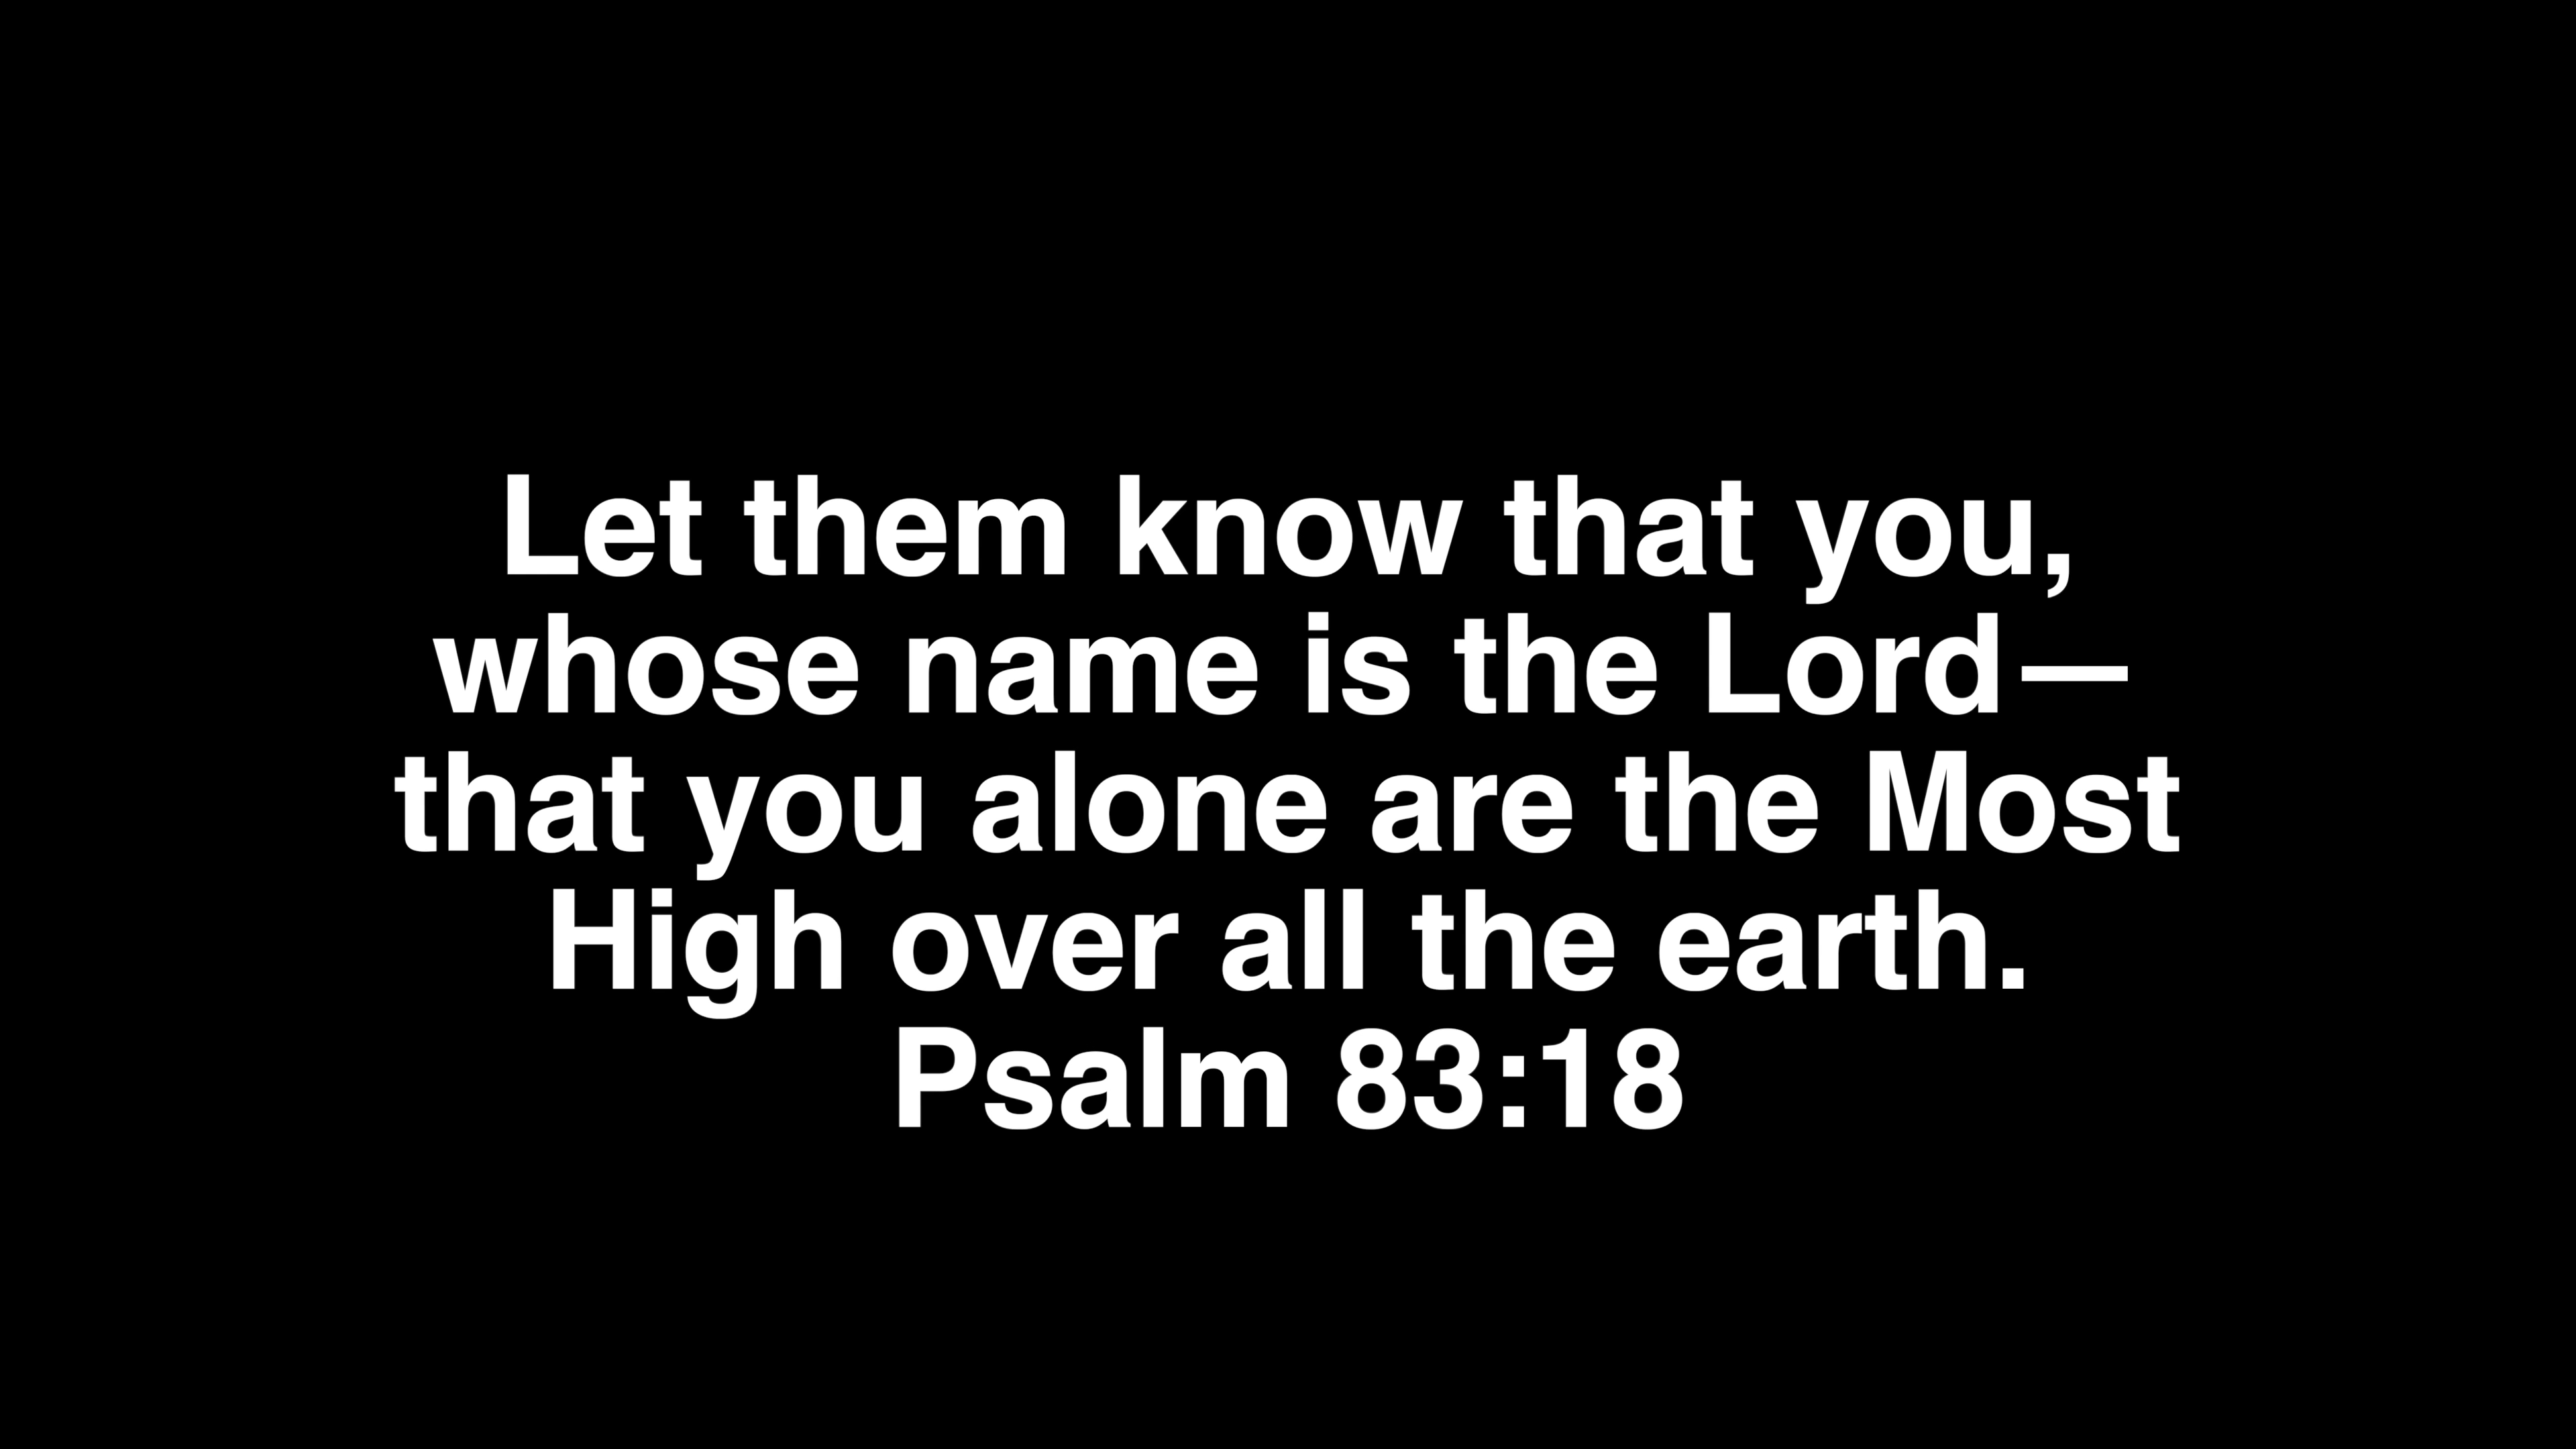 Let them know that you,
whose name is the Lord—
that you alone are the Most
High over all the earth.
Psalm 83:18